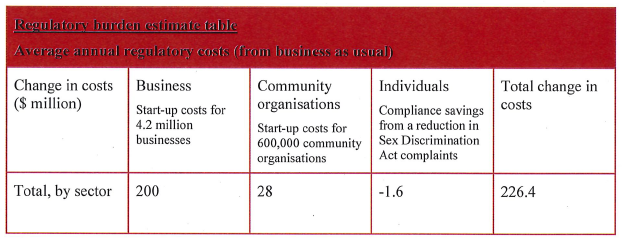 Regulatory burden estimate table
Average annual regulatory costs (from business as usual)
Change in costs
($ million)
Business
Start-up costs for
4.2 million
businesses
Community
organisations
Start-up costs for
600,000 community
organisations
Individuals
Compliance savings
from a reduction in
Sex Discrimination
Act complaints
Total change in
costs
Total, by sector
200
28
-1.6
226.4